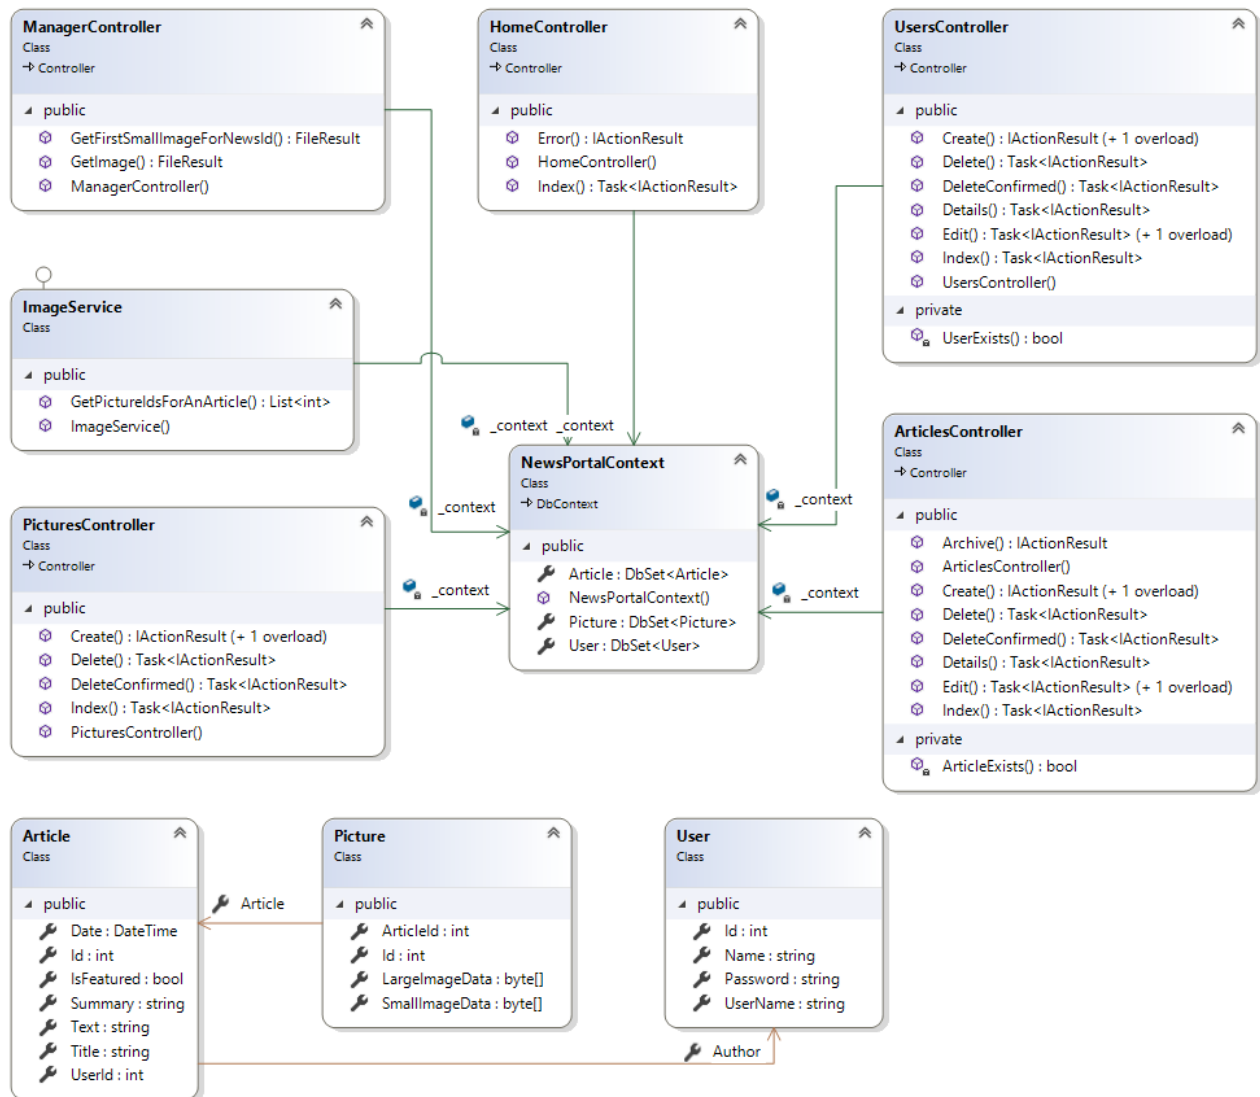 ManagerController
Class
Controller
public
GetFirstSmallImageForNewsId() : FileResult
GetImage() : FileResult
ManagerController()
HomeController
Class
Controller
public
Error() : IActionResult
HomeController()
Index() : Task<IActionResult>
UsersController
Class
Controller
public
Create() : IActionResult (+ 1 overload)
Delete() : Task<IActionResult>
DeleteConfirmed() : Task<IActionResult>
Details() : Task<IActionResult>
Edit() : Task<IActionResult> (+ 1 overload)
Index() : Task<IActionResult>
UsersController()
private
UserExists() : bool
ImageService
Class
public
GetPictureIdsForAnArticle() : List<int>
ImageService()
_context _context
NewsPortalContext
Class
DbContext
public
Article : DbSet<Article>
NewsPortalContext()
Picture : DbSet<Picture>
User : DbSet<User>
_context
_context
_context
_context
PicturesController
Class
Controller
public
Create() : IActionResult (+ 1 overload)
Delete() : Task<IActionResult>
DeleteConfirmed() : Task<IActionResult>
Index() : Task<IActionResult>
PicturesController()
ArticlesController
Class
Controller
public
Archive() : IActionResult
ArticlesController()
Create() : IActionResult (+ 1 overload)
Delete() : Task<IActionResult>
DeleteConfirmed() : Task<IActionResult>
Details() : Task<IActionResult>
Edit() : Task<IActionResult> (+ 1 overload)
Index() : Task<IActionResult>
private
ArticleExists() : bool
Article
Class
public
Date : DateTime
Id : int
IsFeatured : bool
Summary : string
Text : string
Title : string
UserId : int
Article
Picture
Class
public
ArticleId : int
Id : int
LargeImageData : byte[]
SmallImageData : byte[]
User
Class
public
Id : int
Name : string
Password : string
UserName : string
Author